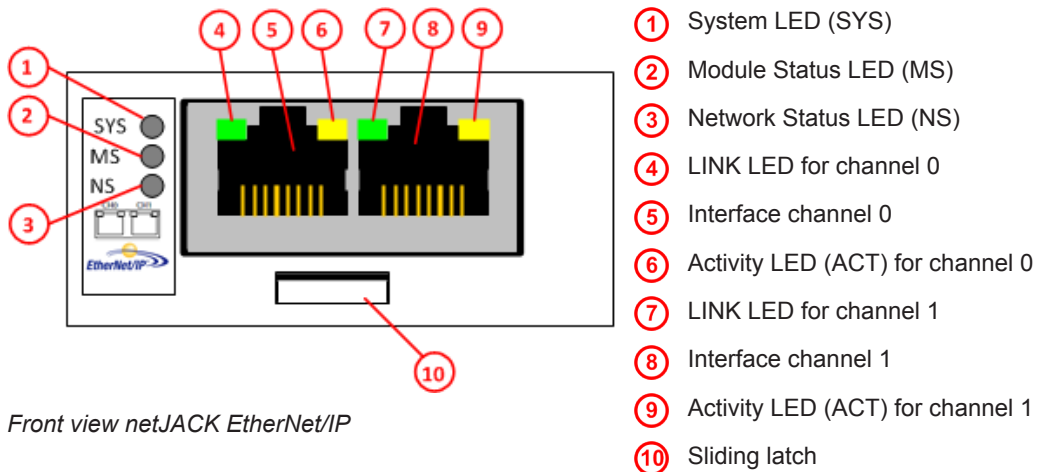 4 5 6 7 8 9
1
2
3
SYS
MS
NS
CH0 CH1
EtherNet/IP
10
Front view netJACK EtherNet/IP
1 System LED (SYS)
2 Module Status LED (MS)
3 Network Status LED (NS)
4 LINK LED for channel 0
5 Interface channel 0
6 Activity LED (ACT) for channel 0
7 LINK LED for channel 1
8 Interface channel 1
9 Activity LED (ACT) for channel 1
10 Sliding latch